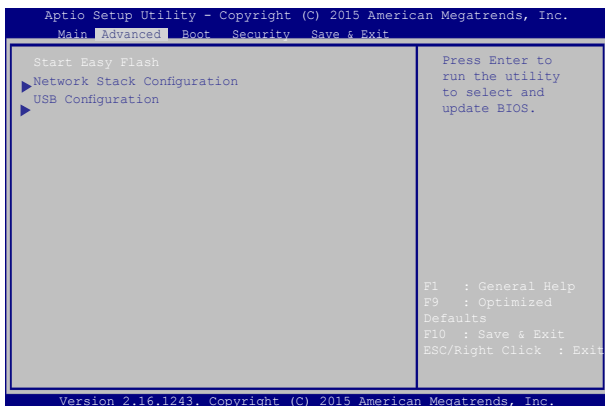 Aptio Setup Utility - Copyright (C) 2015 American Megatrends, Inc.
Main Advanced Boot Security Save & Exit
Start Easy Flash
Network Stack Configuration
USB Configuration
Press Enter to
run the utility
to select and
update BIOS.
F1 : General Help
F9 : Optimized
Defaults
F10 : Save & Exit
ESC/Right Click : Exit
Version 2.16.1243. Copyright (C) 2015 American Megatrends, Inc.